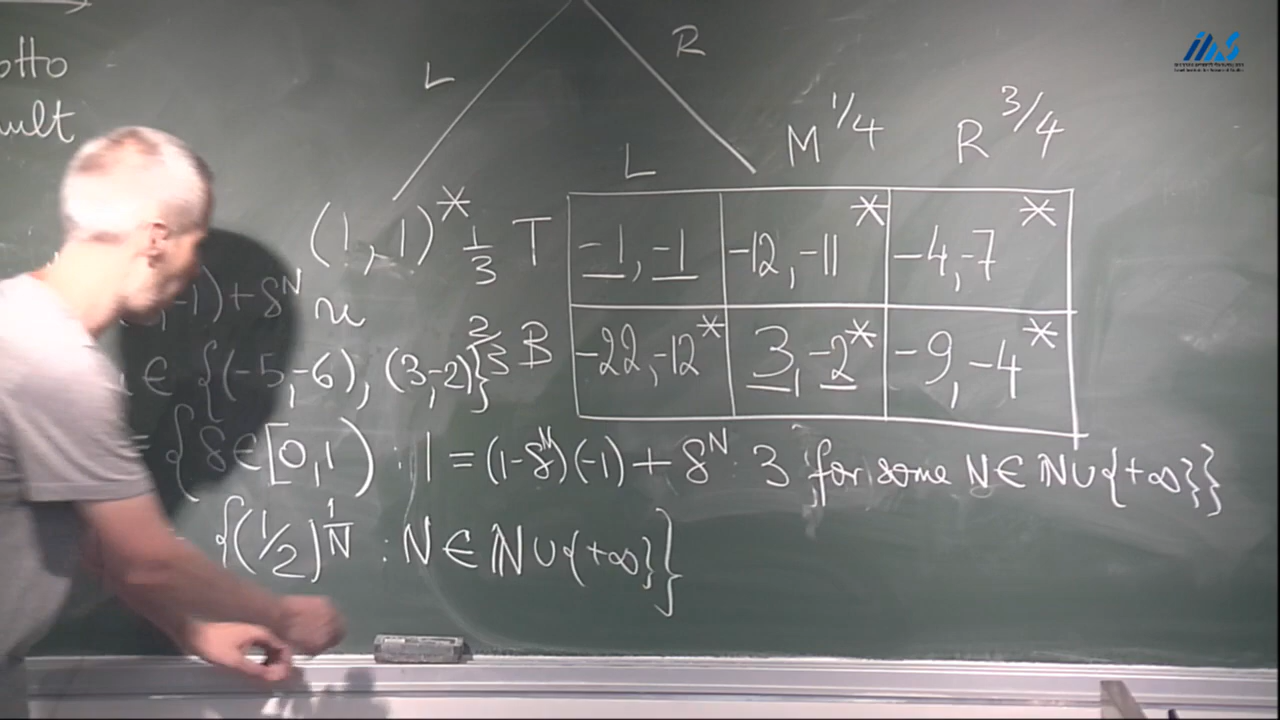 otto
ult
L R
L M^1/4 R^3/4
(1,1)* 1/3 T -1,-1 -12,-11* -4,-7*
-1)+δ^N u
∈ {(-5,-6), (3,-2)} 2/3 B -22,-12* 3,-2* -9,-4*
= {δ∈[0,1) : 1 = (1-δ^N)(-1) + δ^N · 3, for some N∈ℕ∪{+∞}}
{(1/2)^1/N : N∈ℕ∪{+∞}}
ihs